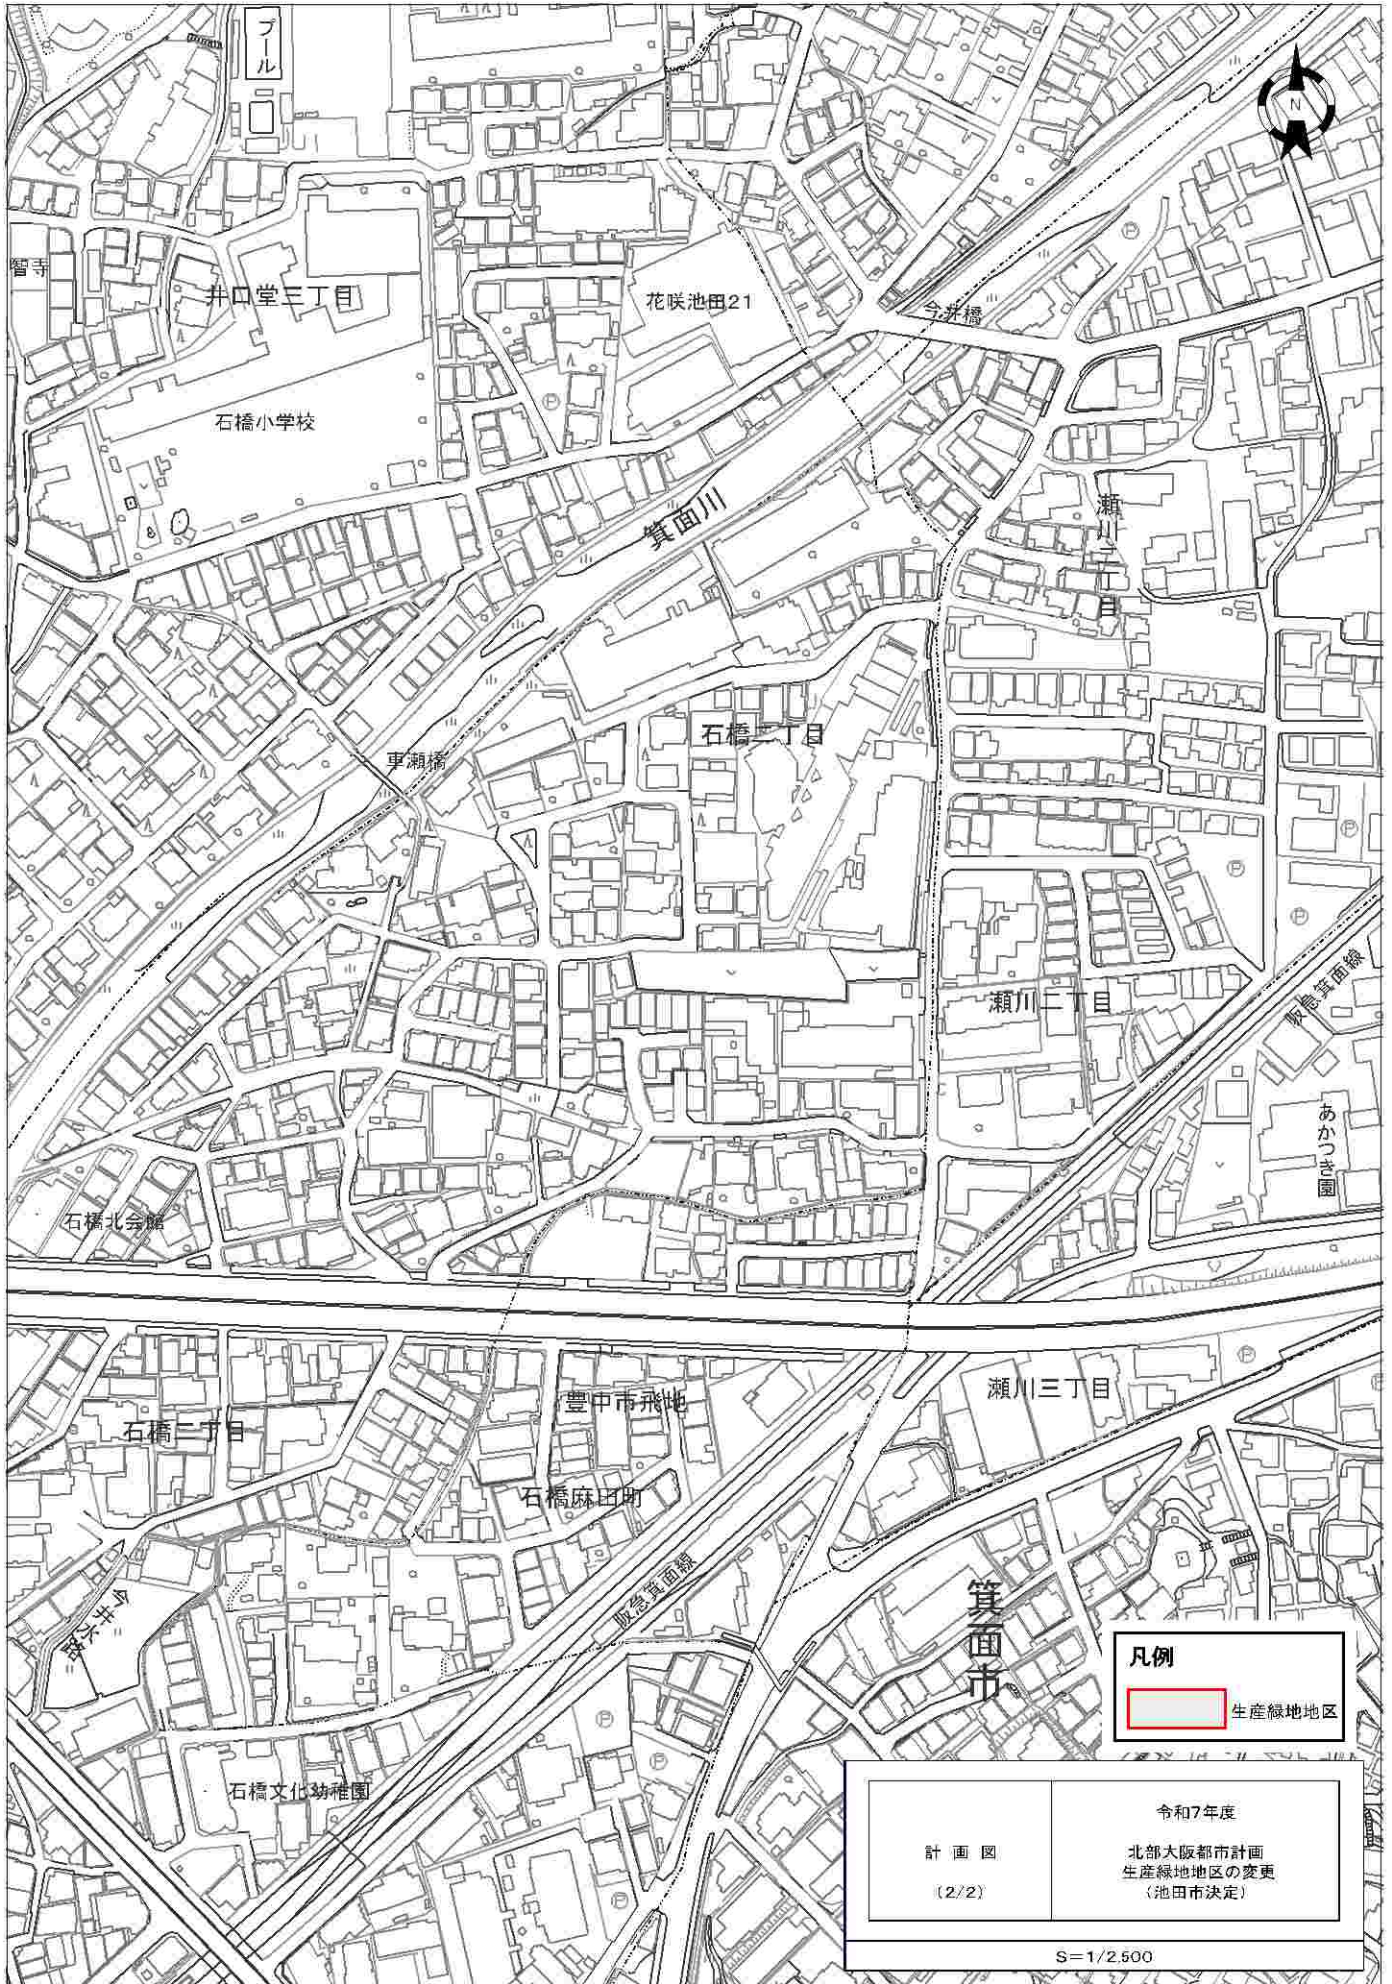 プール
N
智寺
井口堂三丁目
花咲池田21
今井橋
石橋小学校
箕面川
瀬川二丁目
石橋二丁目
車瀬橋
瀬川二丁目
阪急箕面線
あかつき園
石橋北会館
瀬川三丁目
豊中市飛地
石橋二丁目
石橋麻田町
阪急箕面線
今井水路
箕面市
石橋文化幼稚園
凡例
生産緑地地区
計画図
(2/2)
令和7年度
北部大阪都市計画
生産緑地地区の変更
(池田市決定)
S=1/2,500